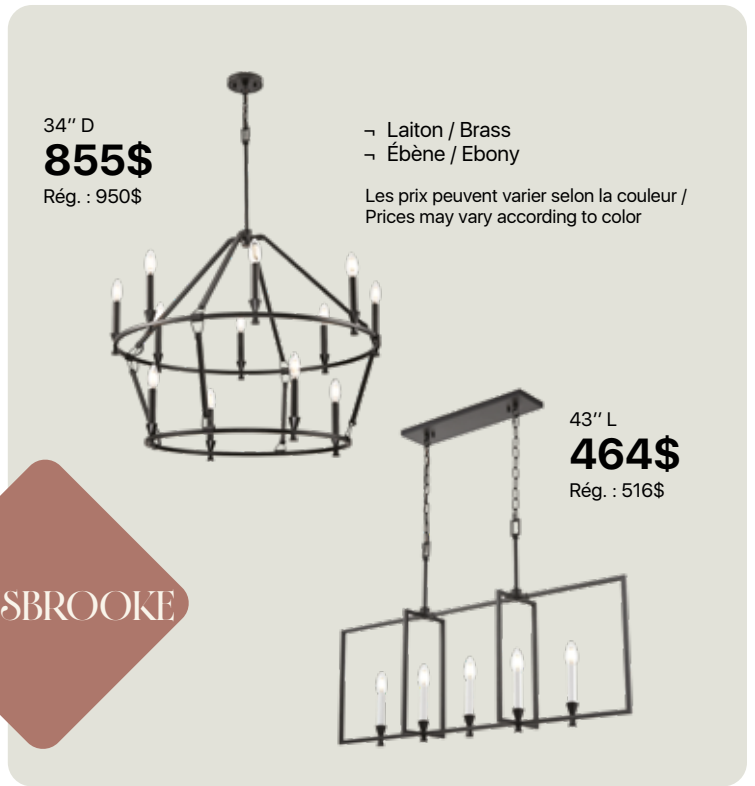 34’’ D
855$
Rég. : 950$
¬ Laiton / Brass
¬ Ébène / Ebony
Les prix peuvent varier selon la couleur /
Prices may vary according to color
43’’ L
464$
Rég. : 516$
SBROOKE